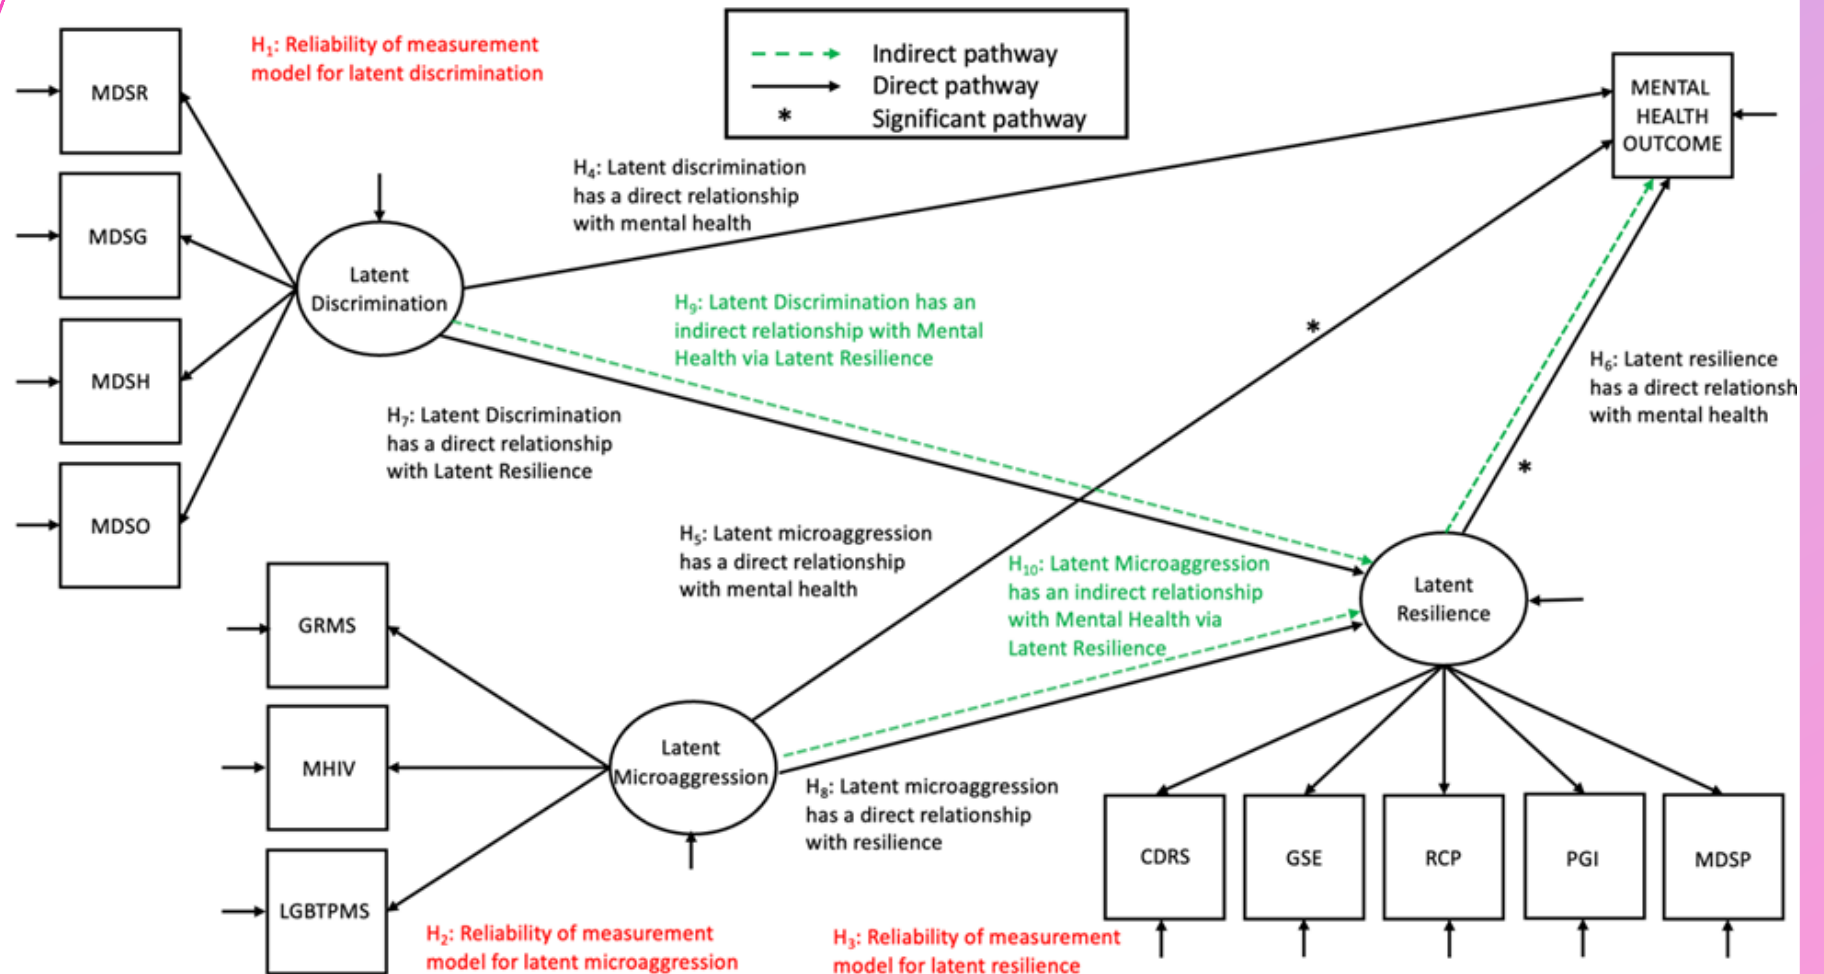 H₁: Reliability of measurement
model for latent discrimination
Indirect pathway
Direct pathway
* Significant pathway
MENTAL
HEALTH
OUTCOME
MDSR
MDSG
MDSH
MDSO
Latent
Discrimination
H₄: Latent discrimination
has a direct relationship
with mental health
H₉: Latent Discrimination has an
indirect relationship with Mental
Health via Latent Resilience
*
H₆: Latent resilience
has a direct relationsh
with mental health
*
H₇: Latent Discrimination
has a direct relationship
with Latent Resilience
H₅: Latent microaggression
has a direct relationship
with mental health
H₁₀: Latent Microaggression
has an indirect relationship
with Mental Health via
Latent Resilience
Latent
Resilience
GRMS
MHIV
LGBTPMS
Latent
Microaggression
H₈: Latent microaggression
has a direct relationship
with resilience
CDRS
GSE
RCP
PGI
MDSP
H₂: Reliability of measurement
model for latent microaggression
H₃: Reliability of measurement
model for latent resilience